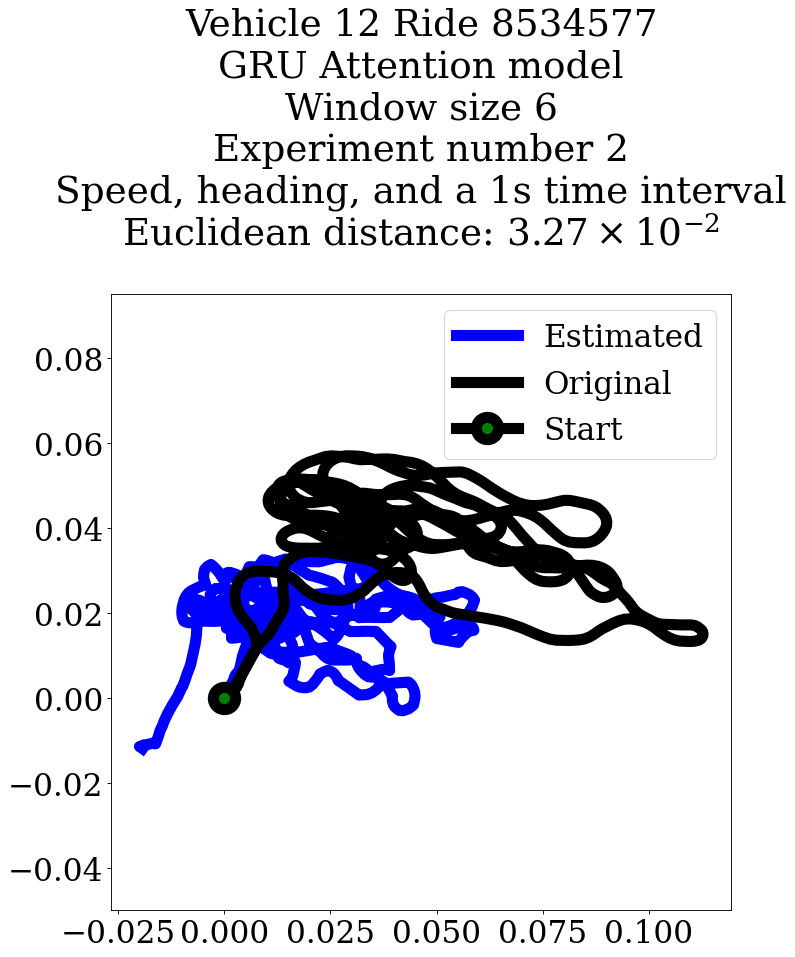 Vehicle 12 Ride 8534577
GRU Attention model
Window size 6
Experiment number 2
Speed, heading, and a 1s time interval
Euclidean distance: 3.27 × 10⁻²
Estimated
Original
Start
0.08
0.06
0.04
0.02
0.00
−0.02
−0.04
−0.025 0.000 0.025 0.050 0.075 0.100